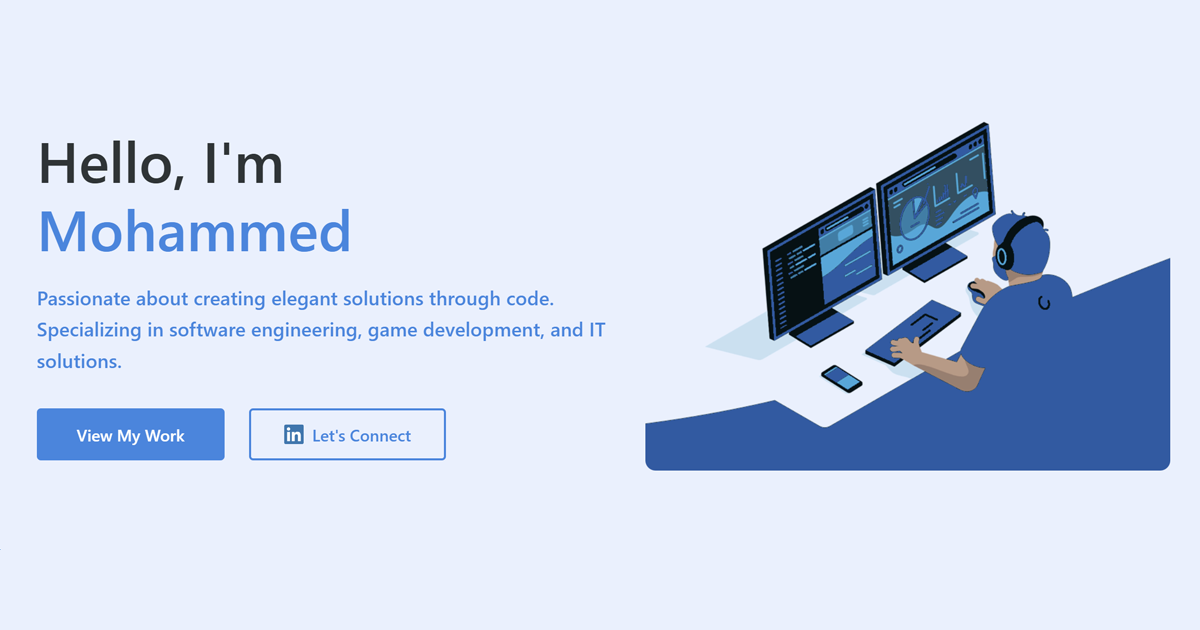 Hello, I'm
Mohammed
Passionate about creating elegant solutions through code.
Specializing in software engineering, game development, and IT
solutions.
View My Work
in Let's Connect